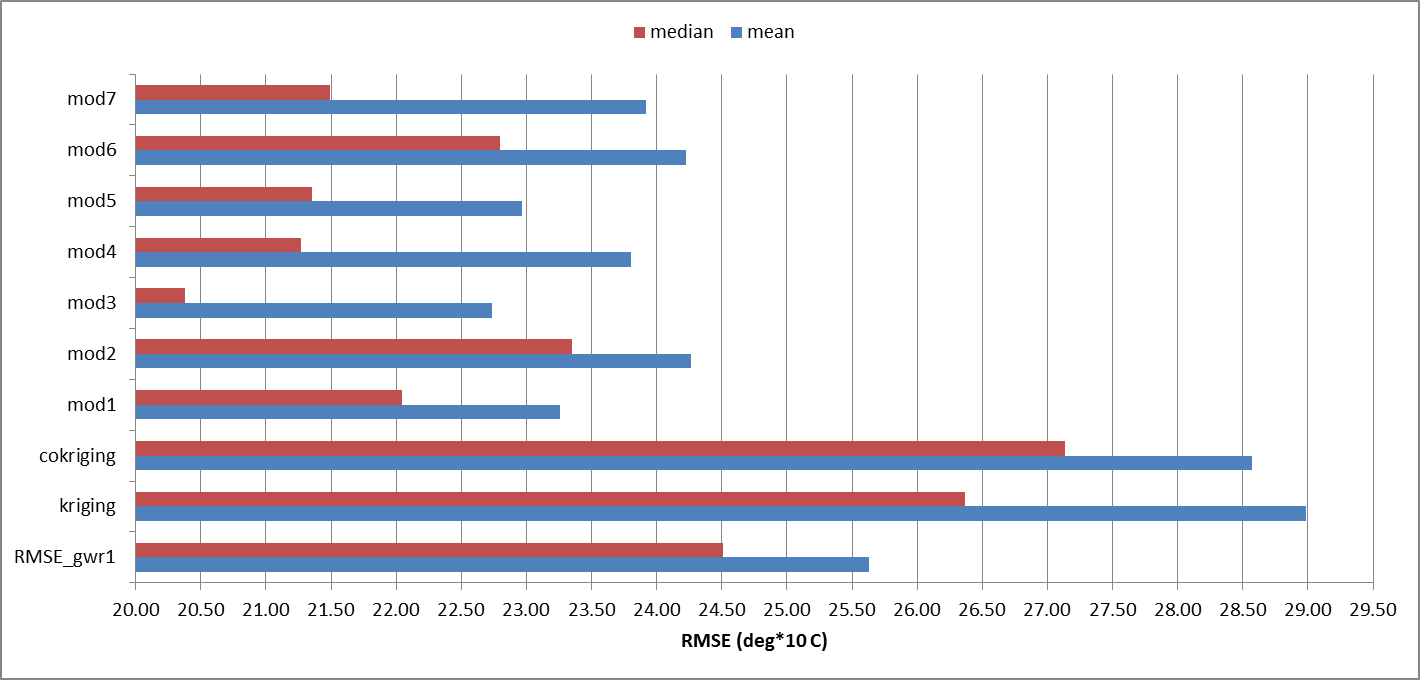 median mean
mod7
mod6
mod5
mod4
mod3
mod2
mod1
cokriging
kriging
RMSE_gwr1
20.00 20.50 21.00 21.50 22.00 22.50 23.00 23.50 24.00 24.50 25.00 25.50 26.00 26.50 27.00 27.50 28.00 28.50 29.00 29.50
RMSE (deg*10 C)